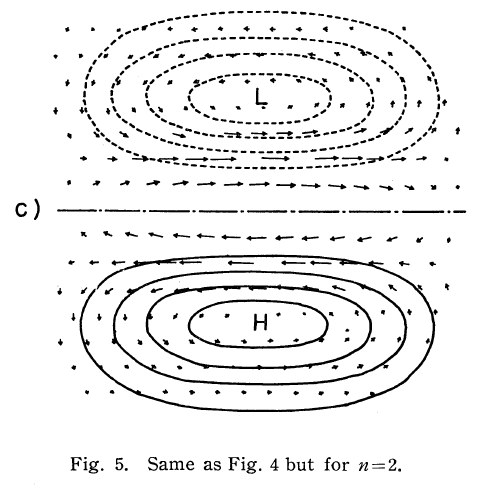 L
c)
H
Fig. 5. Same as Fig. 4 but for n=2.